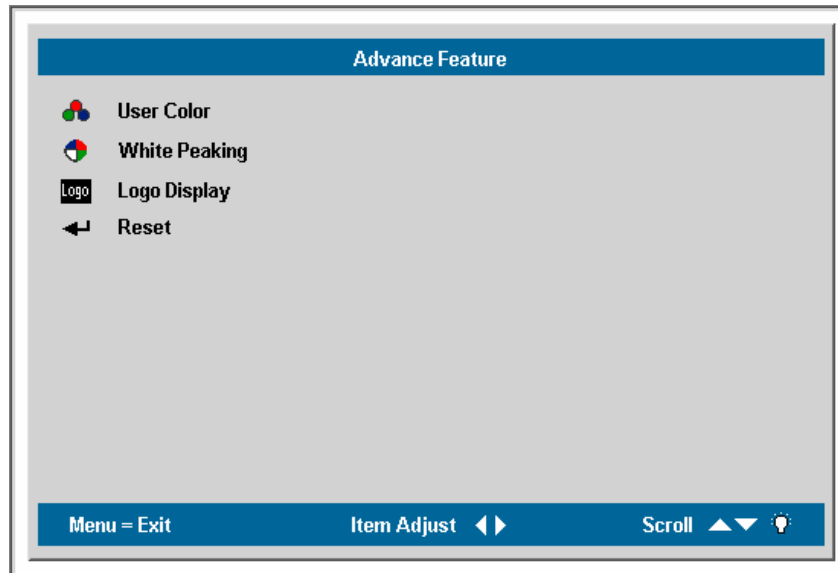 Advance Feature
User Color
White Peaking
Logo Logo Display
Reset
Menu = Exit Item Adjust Scroll